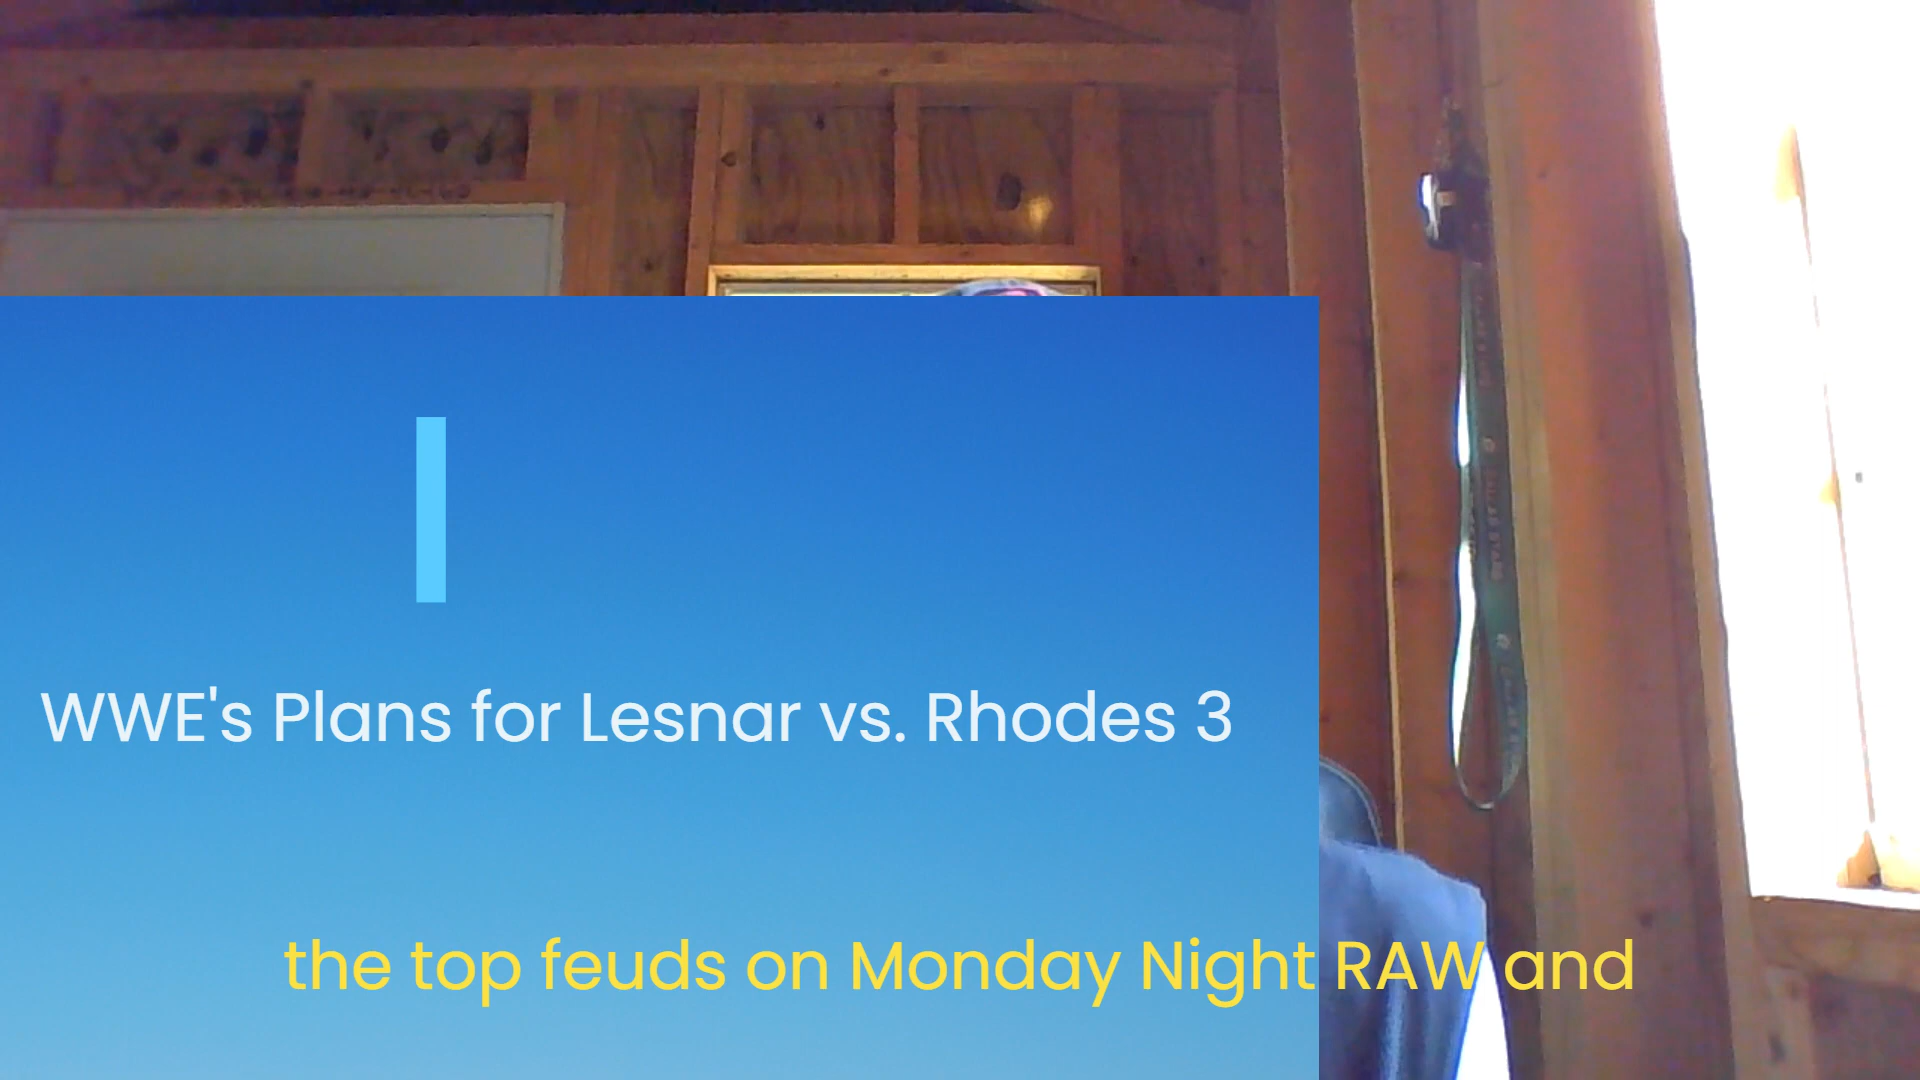 WWE's Plans for Lesnar vs. Rhodes 3
the top feuds on Monday Night RAW and